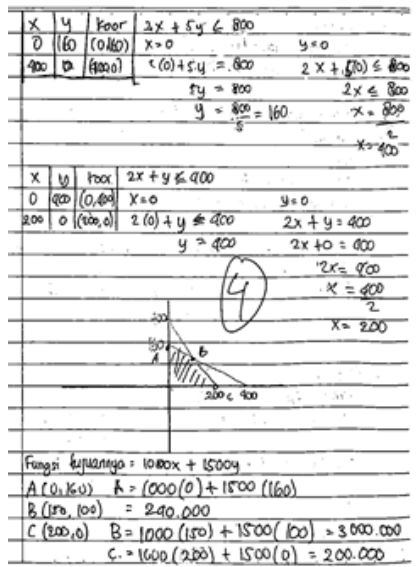 x y koor 2x + 5y ≤ 800
0 160 (0,160) x=0 y=0
400 0 (400,0) 2(0)+5y = 800 2x + 5(0) ≤ 800
5y = 800 2x ≤ 800
y = 800/5 = 160 x = 800/2
x = 400
x y koor 2x + y ≤ 400
0 400 (0,400) x=0 y=0
200 0 (200,0) 2(0) + y ≤ 400 2x + y = 400
y = 400 2x + 0 = 400
2x = 400
4 x = 400/2
x = 200
400
160
A B
200 C 400
Fungsi tujuannya = 1000x + 1500y
A (0,160) A = 1000(0) + 1500(160)
B (150,100) = 240.000
C (200,0) B = 1000(150) + 1500(100) = 3000.000
C = 1000(200) + 1500(0) = 200.000